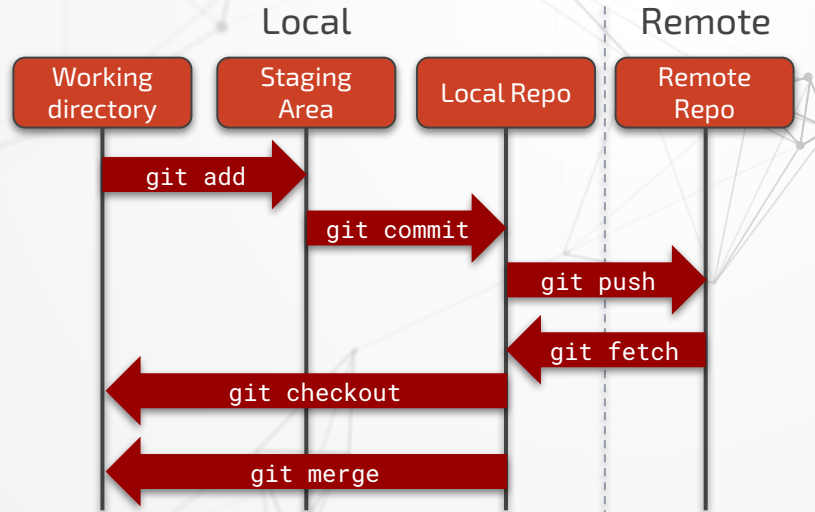 Local
Remote
Working
directory
Staging
Area
Local Repo
Remote
Repo
git add
git commit
git push
git fetch
git checkout
git merge